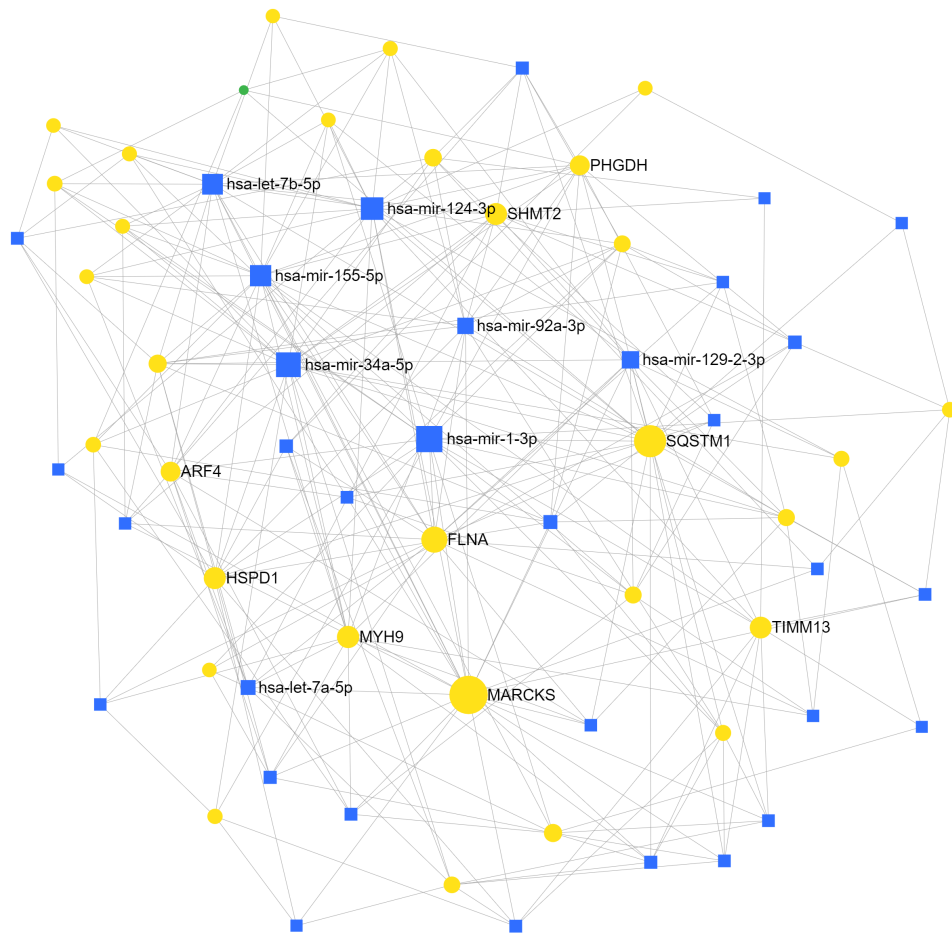 PHGDH
hsa-let-7b-5p
hsa-mir-124-3p
SHMT2
hsa-mir-155-5p
hsa-mir-92a-3p
hsa-mir-129-2-3p
hsa-mir-34a-5p
hsa-mir-1-3p
SQSTM1
ARF4
FLNA
HSPD1
TIMM13
MYH9
hsa-let-7a-5p
MARCKS